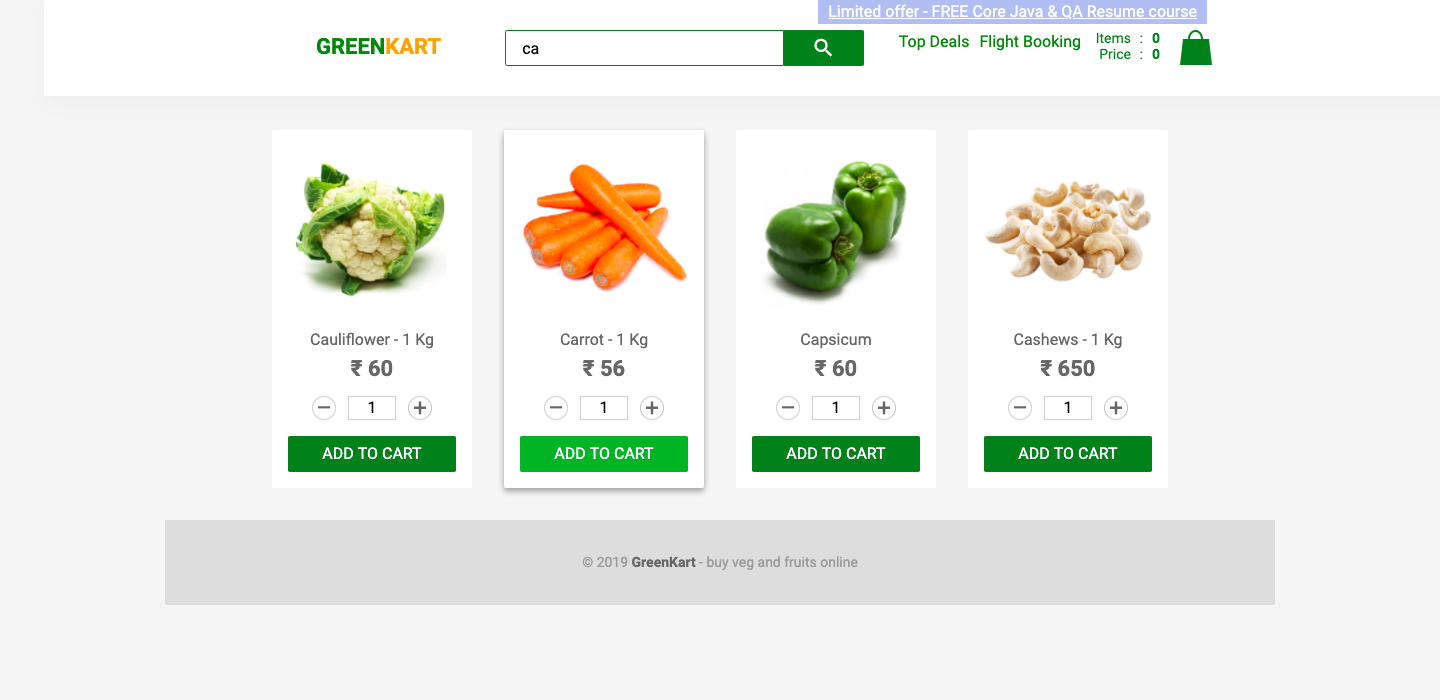 Limited offer - FREE Core Java & QA Resume course
GREENKART
ca
Top Deals Flight Booking
Items : 0
Price : 0
Cauliflower - 1 Kg
₹ 60
1
ADD TO CART
Carrot - 1 Kg
₹ 56
1
ADD TO CART
Capsicum
₹ 60
1
ADD TO CART
Cashews - 1 Kg
₹ 650
1
ADD TO CART
© 2019 GreenKart - buy veg and fruits online